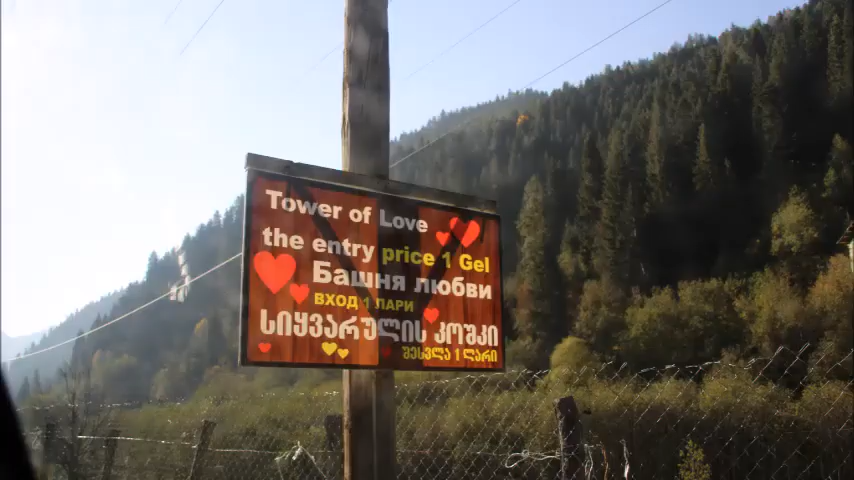 Tower of Love
the entry price 1 Gel
Башня любви
ВХОД 1 ЛАРИ
სიყვარულის კოშკი
შესვლა 1 ლარი